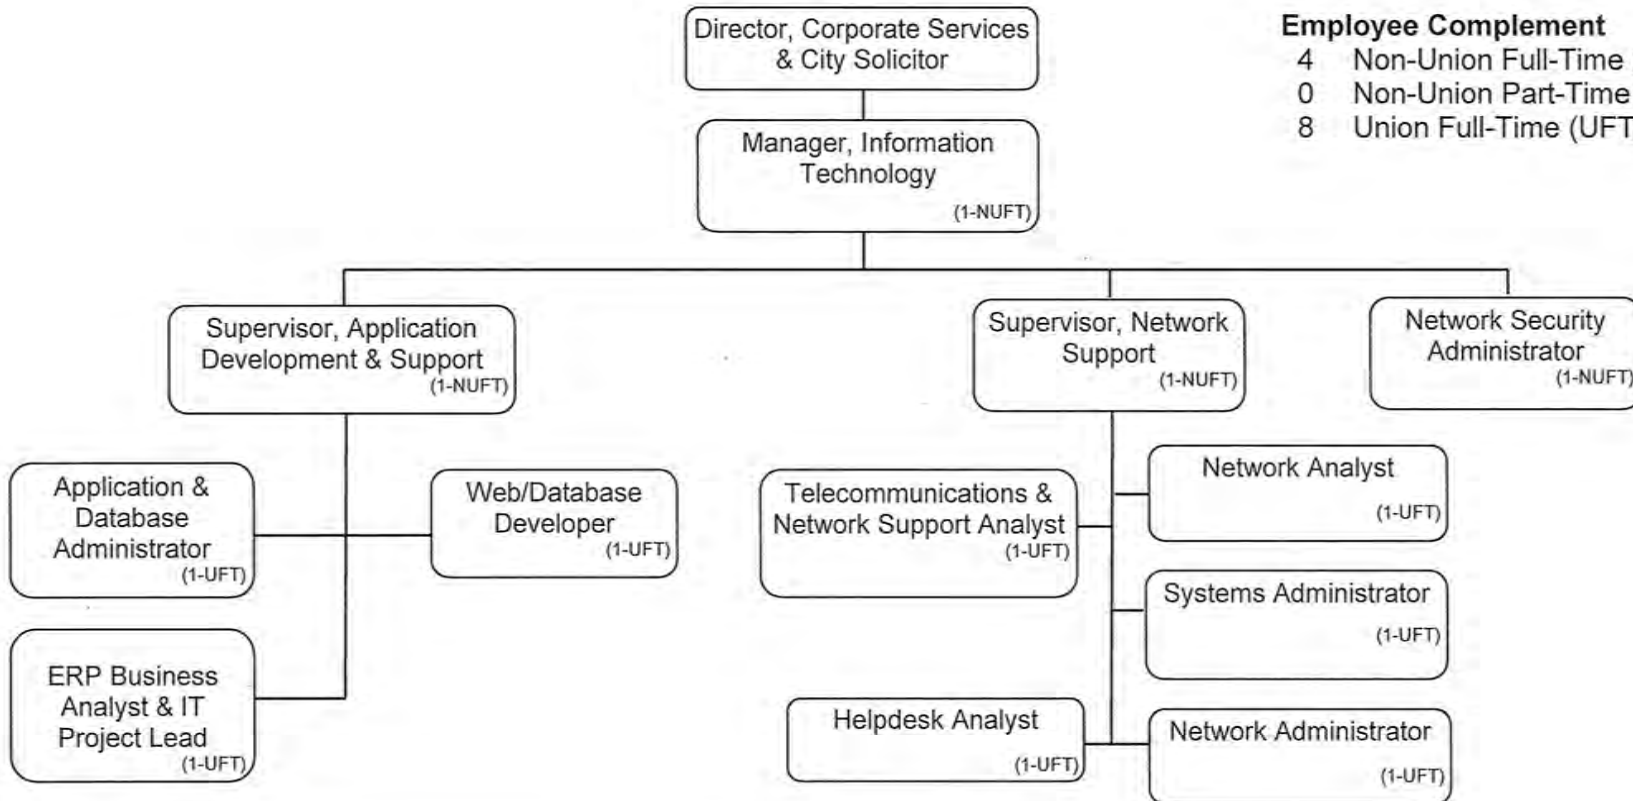 Director, Corporate Services
& City Solicitor
Employee Complement
4 Non-Union Full-Time
0 Non-Union Part-Time
8 Union Full-Time (UFT
Manager, Information
Technology
(1-NUFT)
Supervisor, Application
Development & Support
(1-NUFT)
Supervisor, Network
Support
(1-NUFT)
Network Security
Administrator
(1-NUFT)
Application &
Database
Administrator
(1-UFT)
Web/Database
Developer
(1-UFT)
Telecommunications &
Network Support Analyst
(1-UFT)
Network Analyst
(1-UFT)
Systems Administrator
(1-UFT)
ERP Business
Analyst & IT
Project Lead
(1-UFT)
Helpdesk Analyst
(1-UFT)
Network Administrator
(1-UFT)